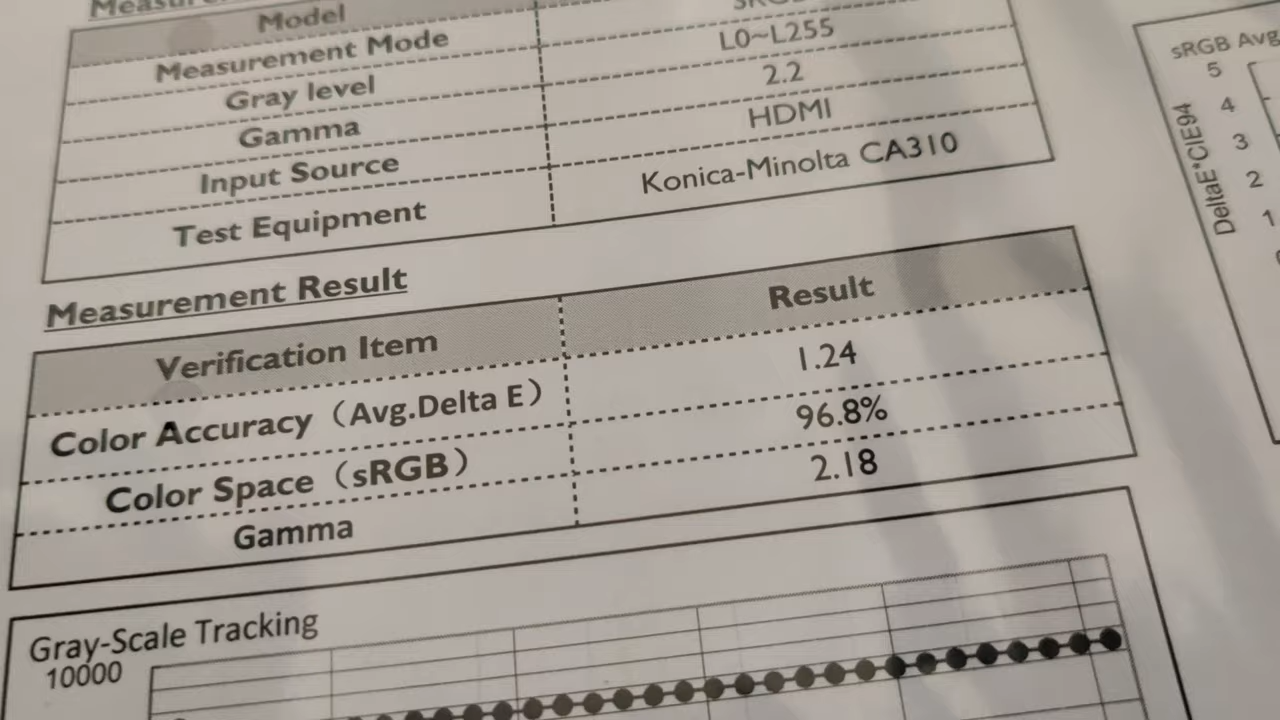 Model
Measurement Mode
Gray level L0~L255
Gamma 2.2
Input Source HDMI
Test Equipment Konica-Minolta CA310
Measurement Result
Verification Item Result
Color Accuracy（Avg.Delta E） 1.24
Color Space（sRGB） 96.8%
Gamma 2.18
Gray-Scale Tracking
10000
sRGB Avg
5
4
3
2
1
DeltaE*CIE94